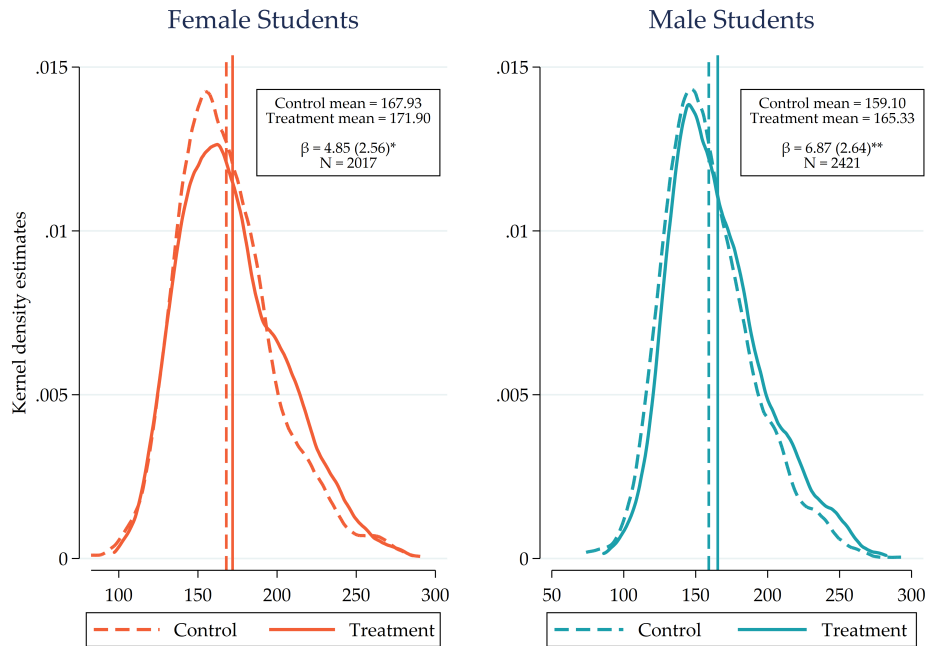 Female Students
Male Students
Kernel density estimates
.015
.01
.005
0
Control mean = 167.93
Treatment mean = 171.90
β = 4.85 (2.56)*
N = 2017
100
150
200
250
300
Control
Treatment
.015
.01
.005
0
Control mean = 159.10
Treatment mean = 165.33
β = 6.87 (2.64)**
N = 2421
50
100
150
200
250
300
Control
Treatment